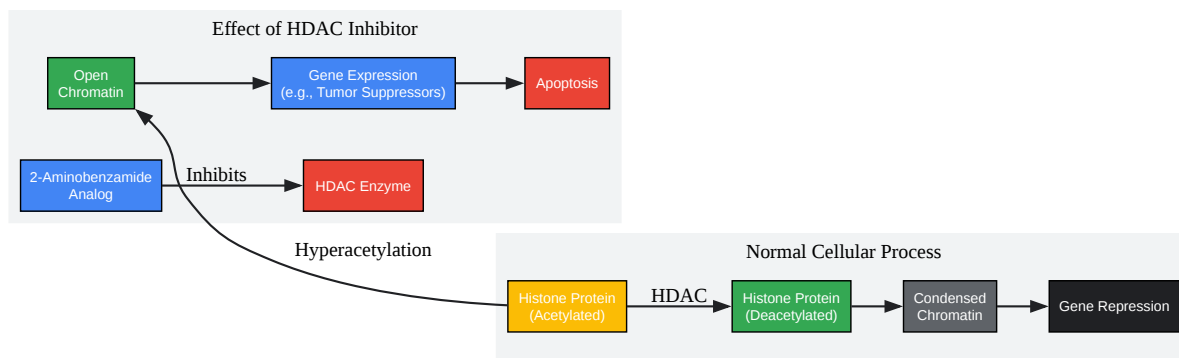 Effect of HDAC Inhibitor
Open
Chromatin
Gene Expression
(e.g., Tumor Suppressors)
Apoptosis
2-Aminobenzamide
Analog
Inhibits
HDAC Enzyme
Hyperacetylation
Normal Cellular Process
Histone Protein
(Acetylated)
HDAC
Histone Protein
(Deacetylated)
Condensed
Chromatin
Gene Repression